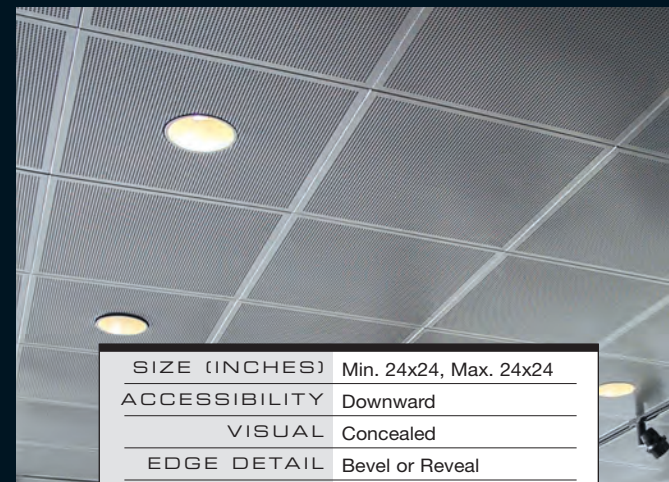 SIZE (INCHES) Min. 24x24, Max. 24x24
ACCESSIBILITY Downward
VISUAL Concealed
EDGE DETAIL Bevel or Reveal